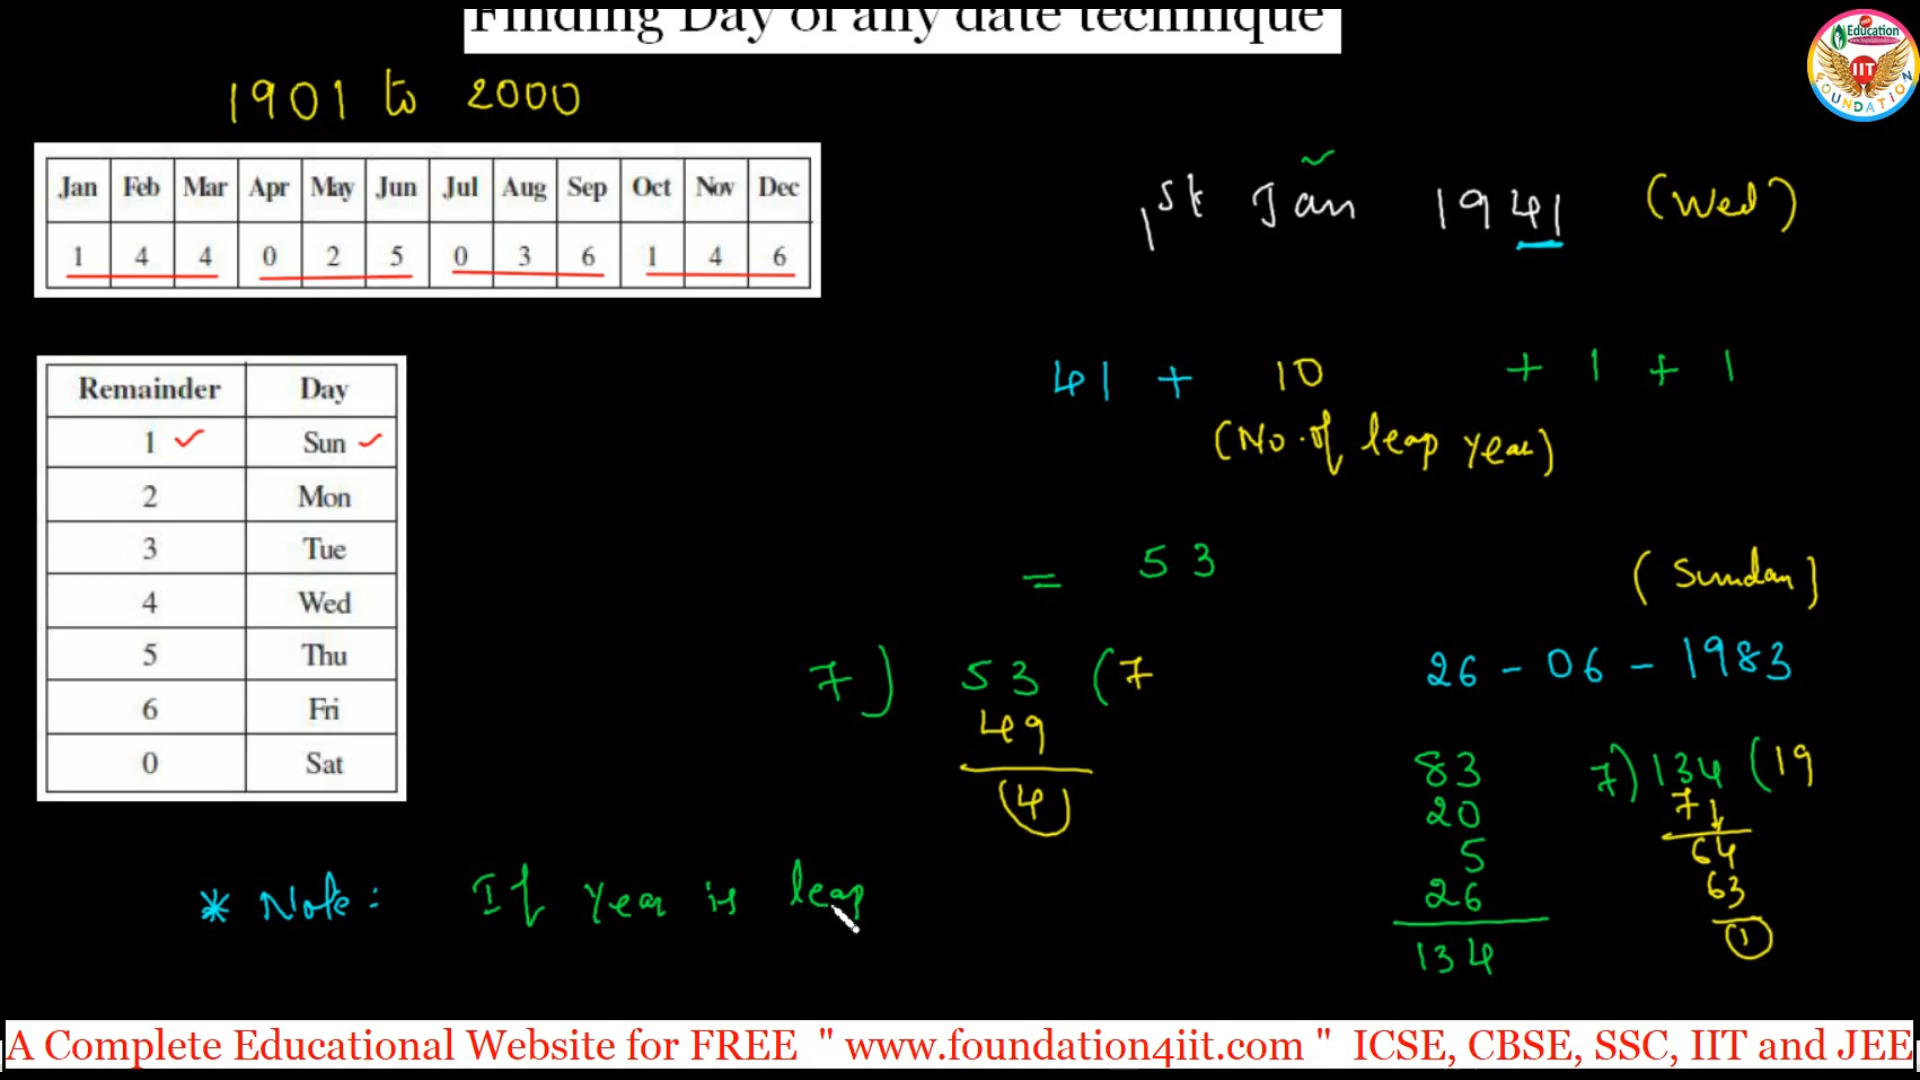 Finding Day of any date technique
Education
IIT
FOUNDATION
1901 to 2000
Jan Feb Mar Apr May Jun Jul Aug Sep Oct Nov Dec
1 4 4 0 2 5 0 3 6 1 4 6
1st Jan 1941 (Wed)
41 + 10 + 1 + 1
(No. of leap year)
= 53
7) 53 (7
49
(4)
Remainder Day
1 Sun
2 Mon
3 Tue
4 Wed
5 Thu
6 Fri
0 Sat
(Sunday)
26 - 06 - 1983
83
20
5
26
134
7) 134 (19
7
64
63
1
* Note: If year is leap
A Complete Educational Website for FREE " www.foundation4iit.com " ICSE, CBSE, SSC, IIT and JEE